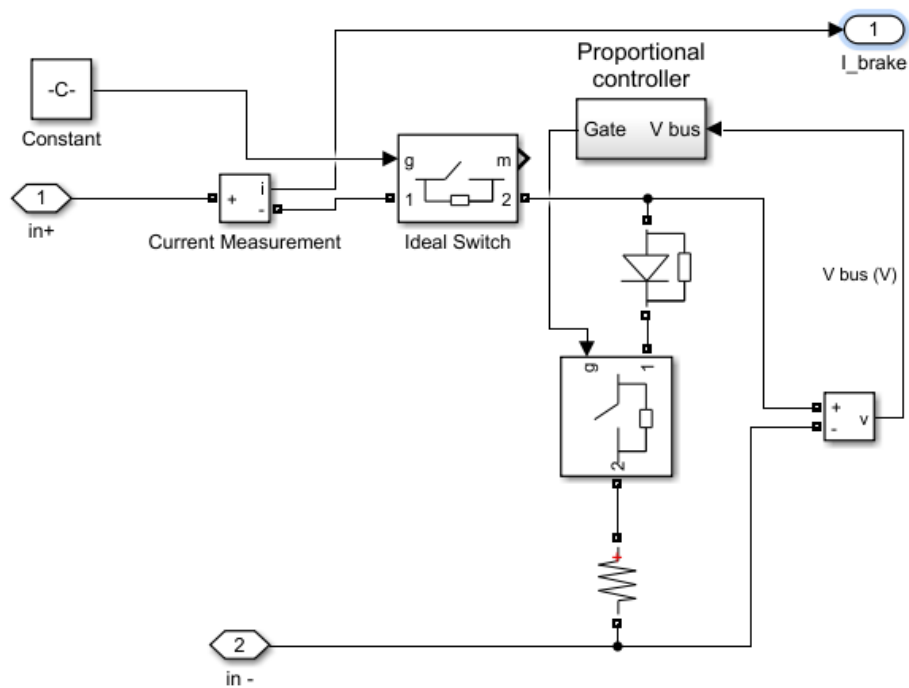 1
I_brake
Proportional
controller
-C-
Constant
Gate V bus
g m
1 2
Ideal Switch
1
in+
+ i
-
Current Measurement
V bus (V)
g 1
2
+ v
-
+
2
in -